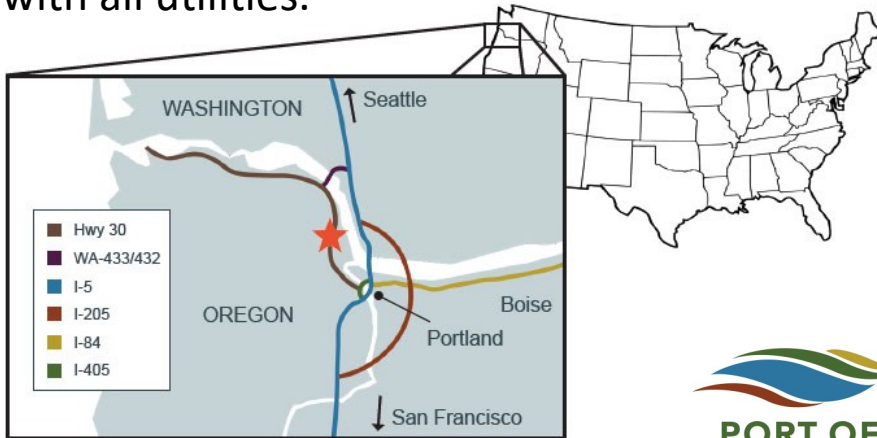 with all utilities.
WASHINGTON
Seattle
Hwy 30
WA-433/432
I-5
I-205
I-84
I-405
OREGON
Boise
Portland
San Francisco
PORT OF